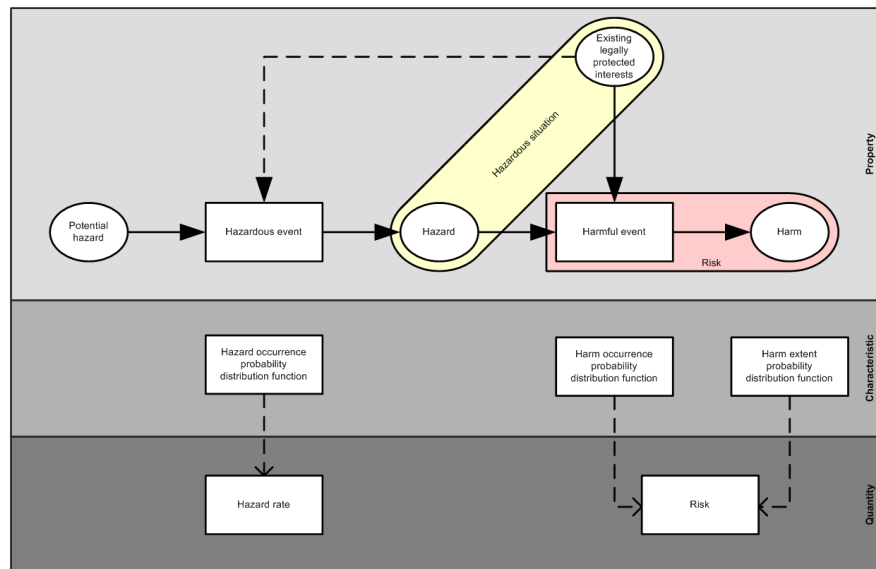 Existing
legally
protected
interests
Hazardous situation
Property
Potential
hazard
Hazardous event
Hazard
Harmful event
Harm
Risk
Hazard occurrence
probability
distribution function
Harm occurrence
probability
distribution function
Harm extent
probability
distribution function
Characteristic
Hazard rate
Risk
Quantity